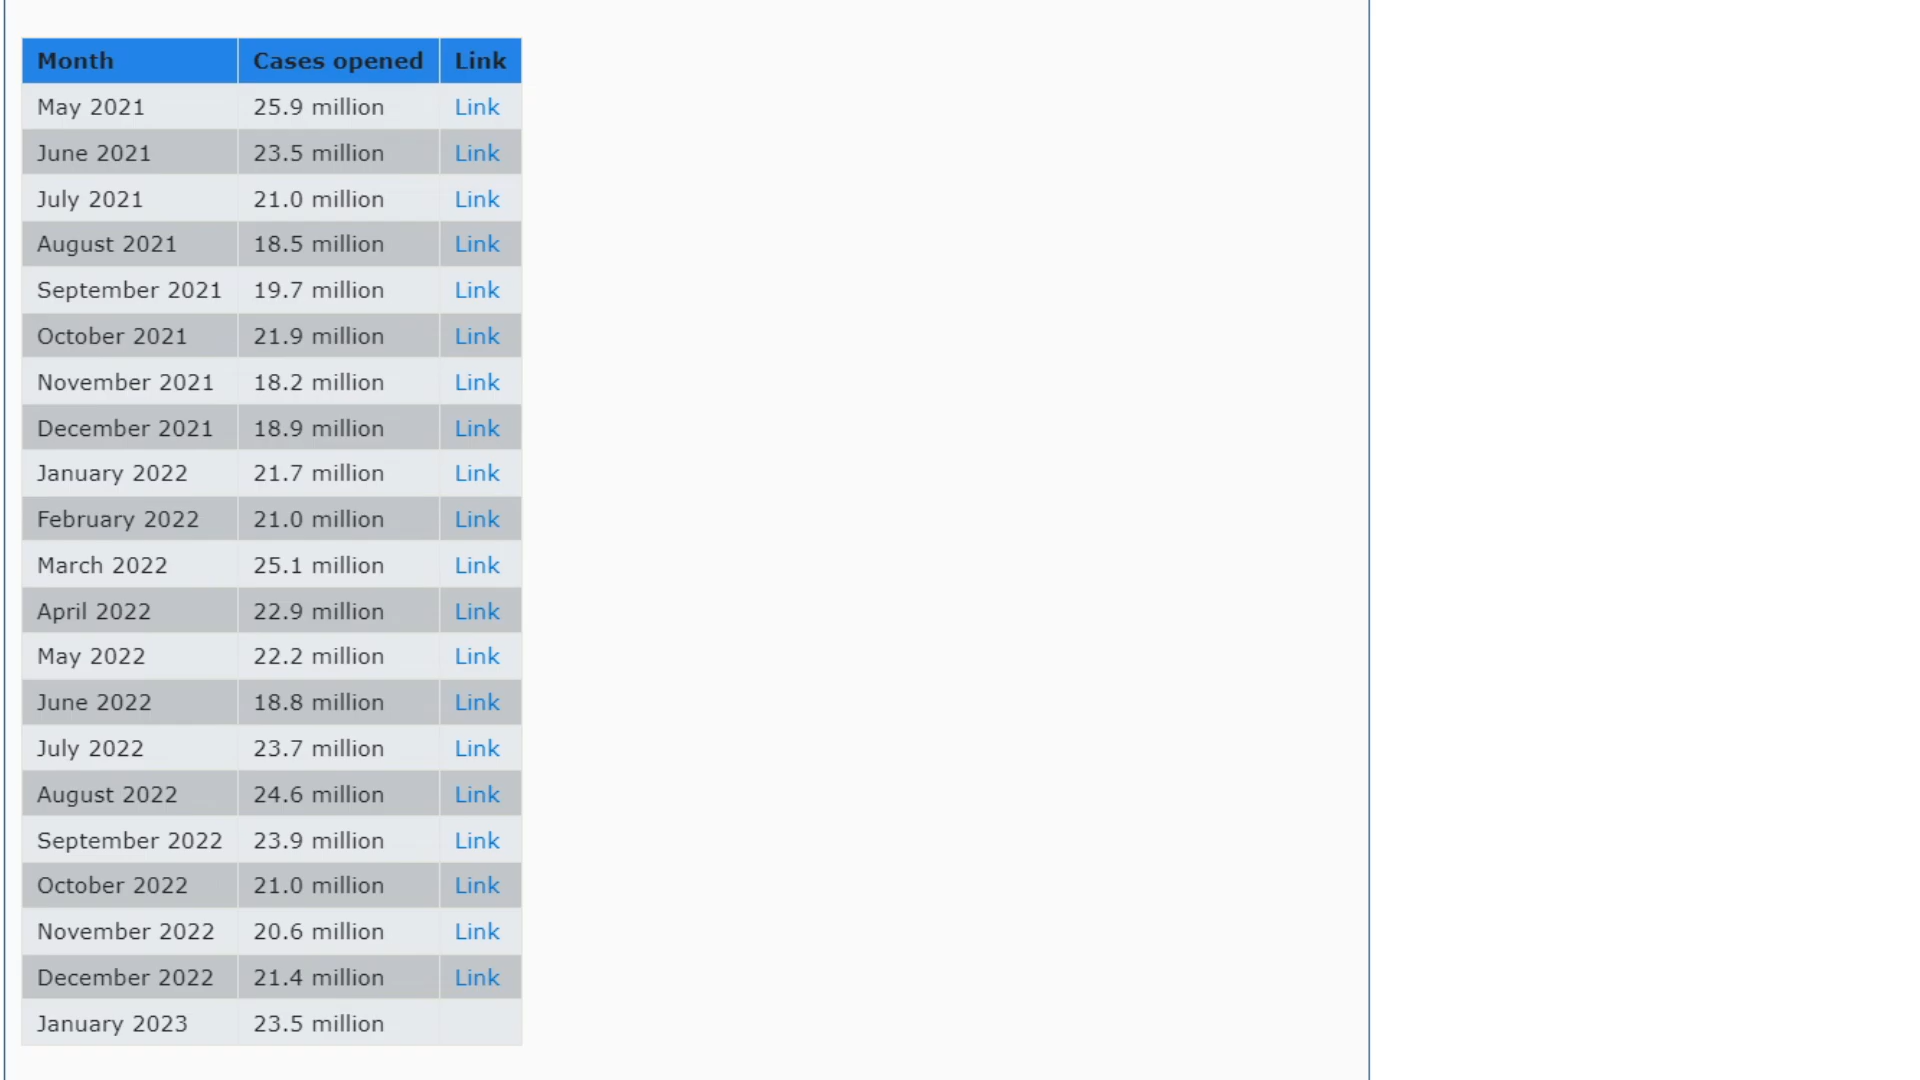 Month Cases opened Link
May 2021 25.9 million Link
June 2021 23.5 million Link
July 2021 21.0 million Link
August 2021 18.5 million Link
September 2021 19.7 million Link
October 2021 21.9 million Link
November 2021 18.2 million Link
December 2021 18.9 million Link
January 2022 21.7 million Link
February 2022 21.0 million Link
March 2022 25.1 million Link
April 2022 22.9 million Link
May 2022 22.2 million Link
June 2022 18.8 million Link
July 2022 23.7 million Link
August 2022 24.6 million Link
September 2022 23.9 million Link
October 2022 21.0 million Link
November 2022 20.6 million Link
December 2022 21.4 million Link
January 2023 23.5 million